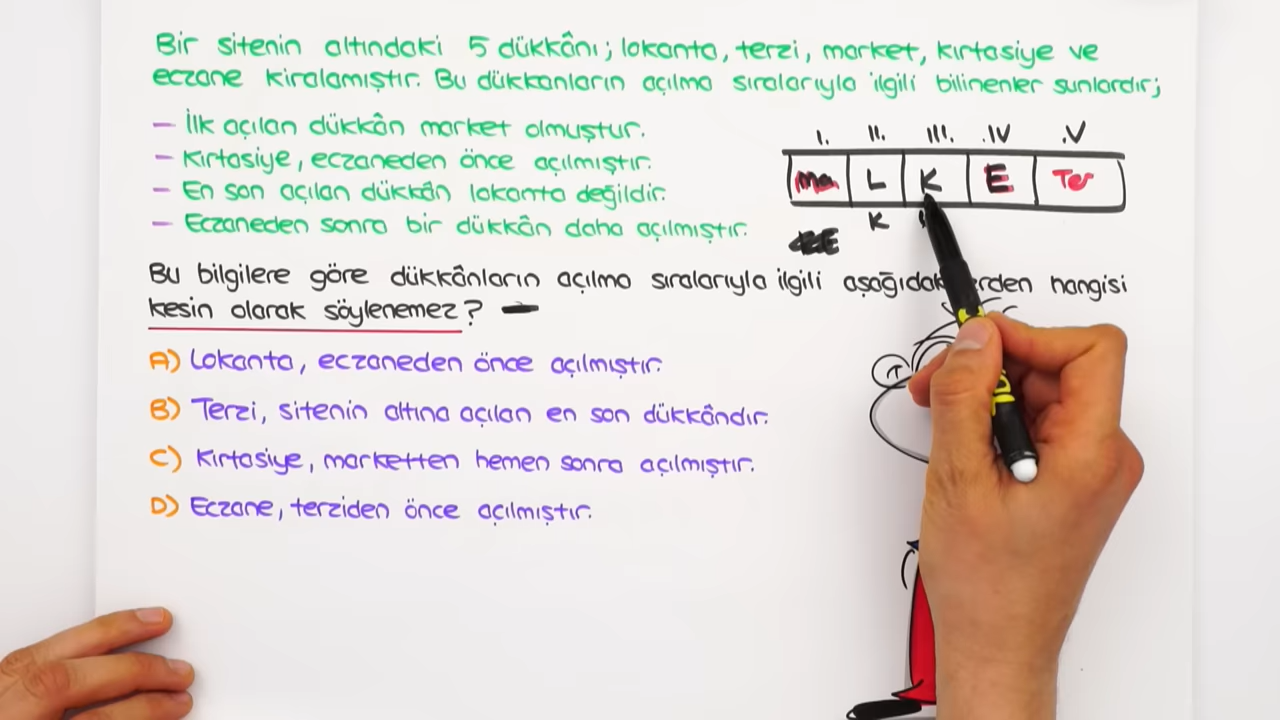 Bir sitenin altındaki 5 dükkânı; lokanta, terzi, market, kırtasiye ve
eczane kiralamıştır. Bu dükkanların açılma sıralarıyla ilgili bilinenler şunlardır;
– İlk açılan dükkân market olmuştur.
– Kırtasiye, eczaneden önce açılmıştır.
– En son açılan dükkân lokanta değildir.
– Eczaneden sonra bir dükkân daha açılmıştır.
I. II. III. .IV .V
Ma L K E Ter
K
Bu bilgilere göre dükkânların açılma sıralarıyla ilgili hangisi
kesin olarak söylenemez? –
A) Lokanta, eczaneden önce açılmıştır.
B) Terzi, sitenin altına açılan en son dükkândır.
C) Kırtasiye, marketten hemen sonra açılmıştır.
D) Eczane, terziden önce açılmıştır.
T